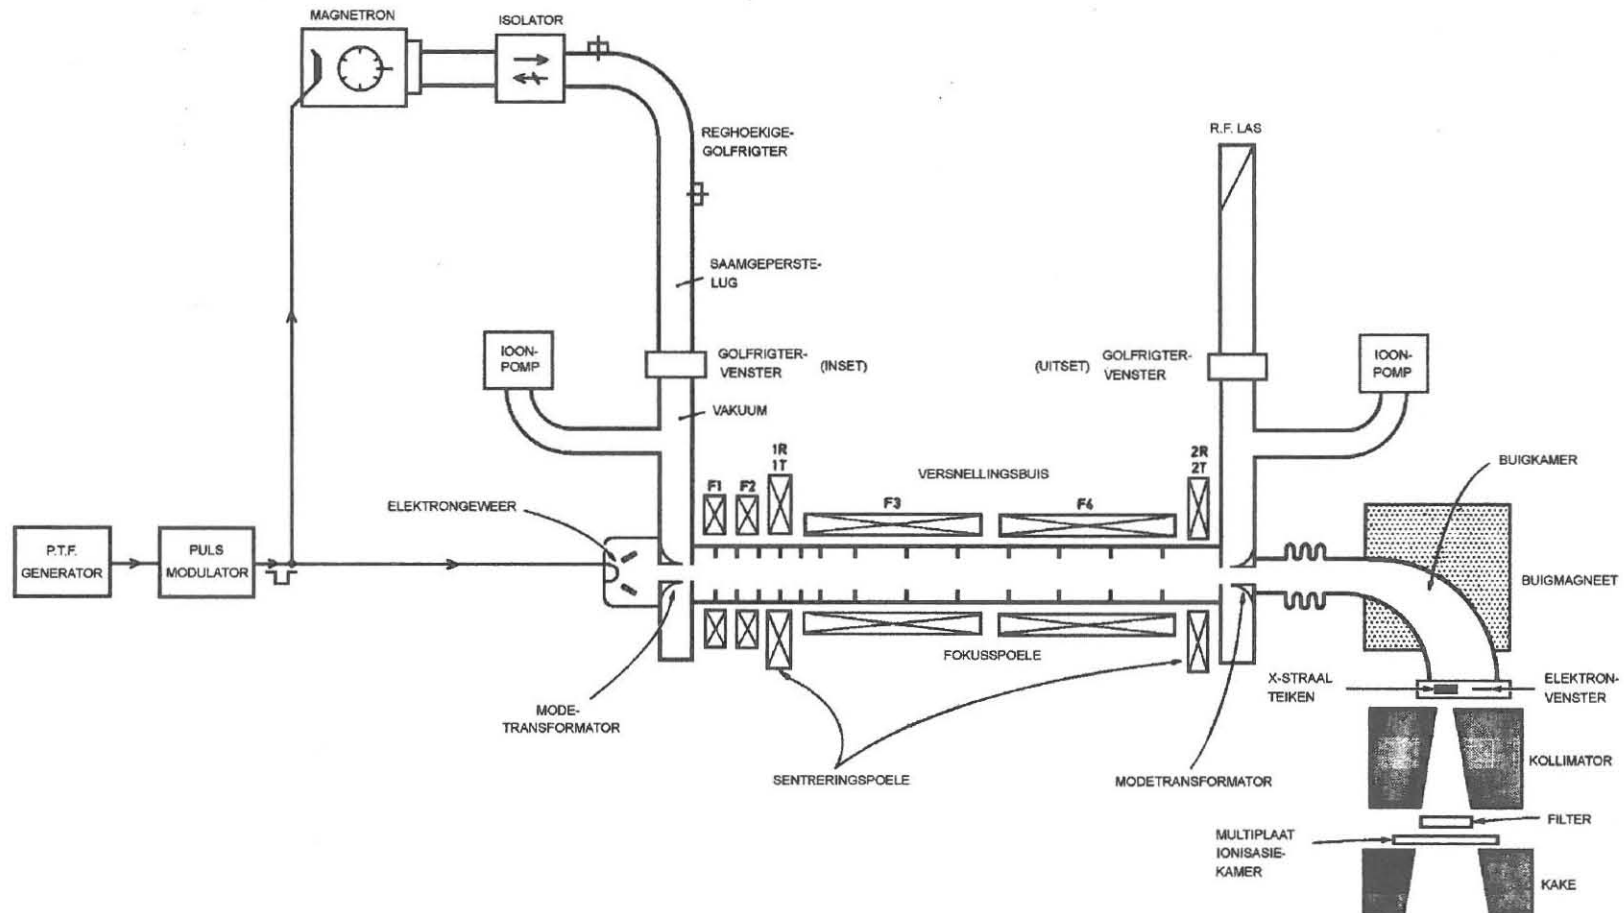 MAGNETRON
ISOLATOR
REGHOEKIGE-
GOLFRIGTER
R.F. LAS
SAAMGEPERSTE-
LUG
IOON-
POMP
GOLFRIGTER-
VENSTER
(INSET)
(UITSET)
GOLFRIGTER-
VENSTER
IOON-
POMP
VAKUUM
1R
1T
2R
2T
VERSNELLINGSBUIS
BUIGKAMER
F1
F2
F3
F4
ELEKTRONGEWEER
P.T.F.
GENERATOR
PULS
MODULATOR
BUIGMAGNEET
FOKUSSPOELE
X-STRAAL
TEIKEN
ELEKTRON-
VENSTER
MODE-
TRANSFORMATOR
SENTRERINGSPOELE
MODETRANSFORMATOR
KOLLIMATOR
FILTER
MULTIPLAAT
IONISASIE-
KAMER
KAKE